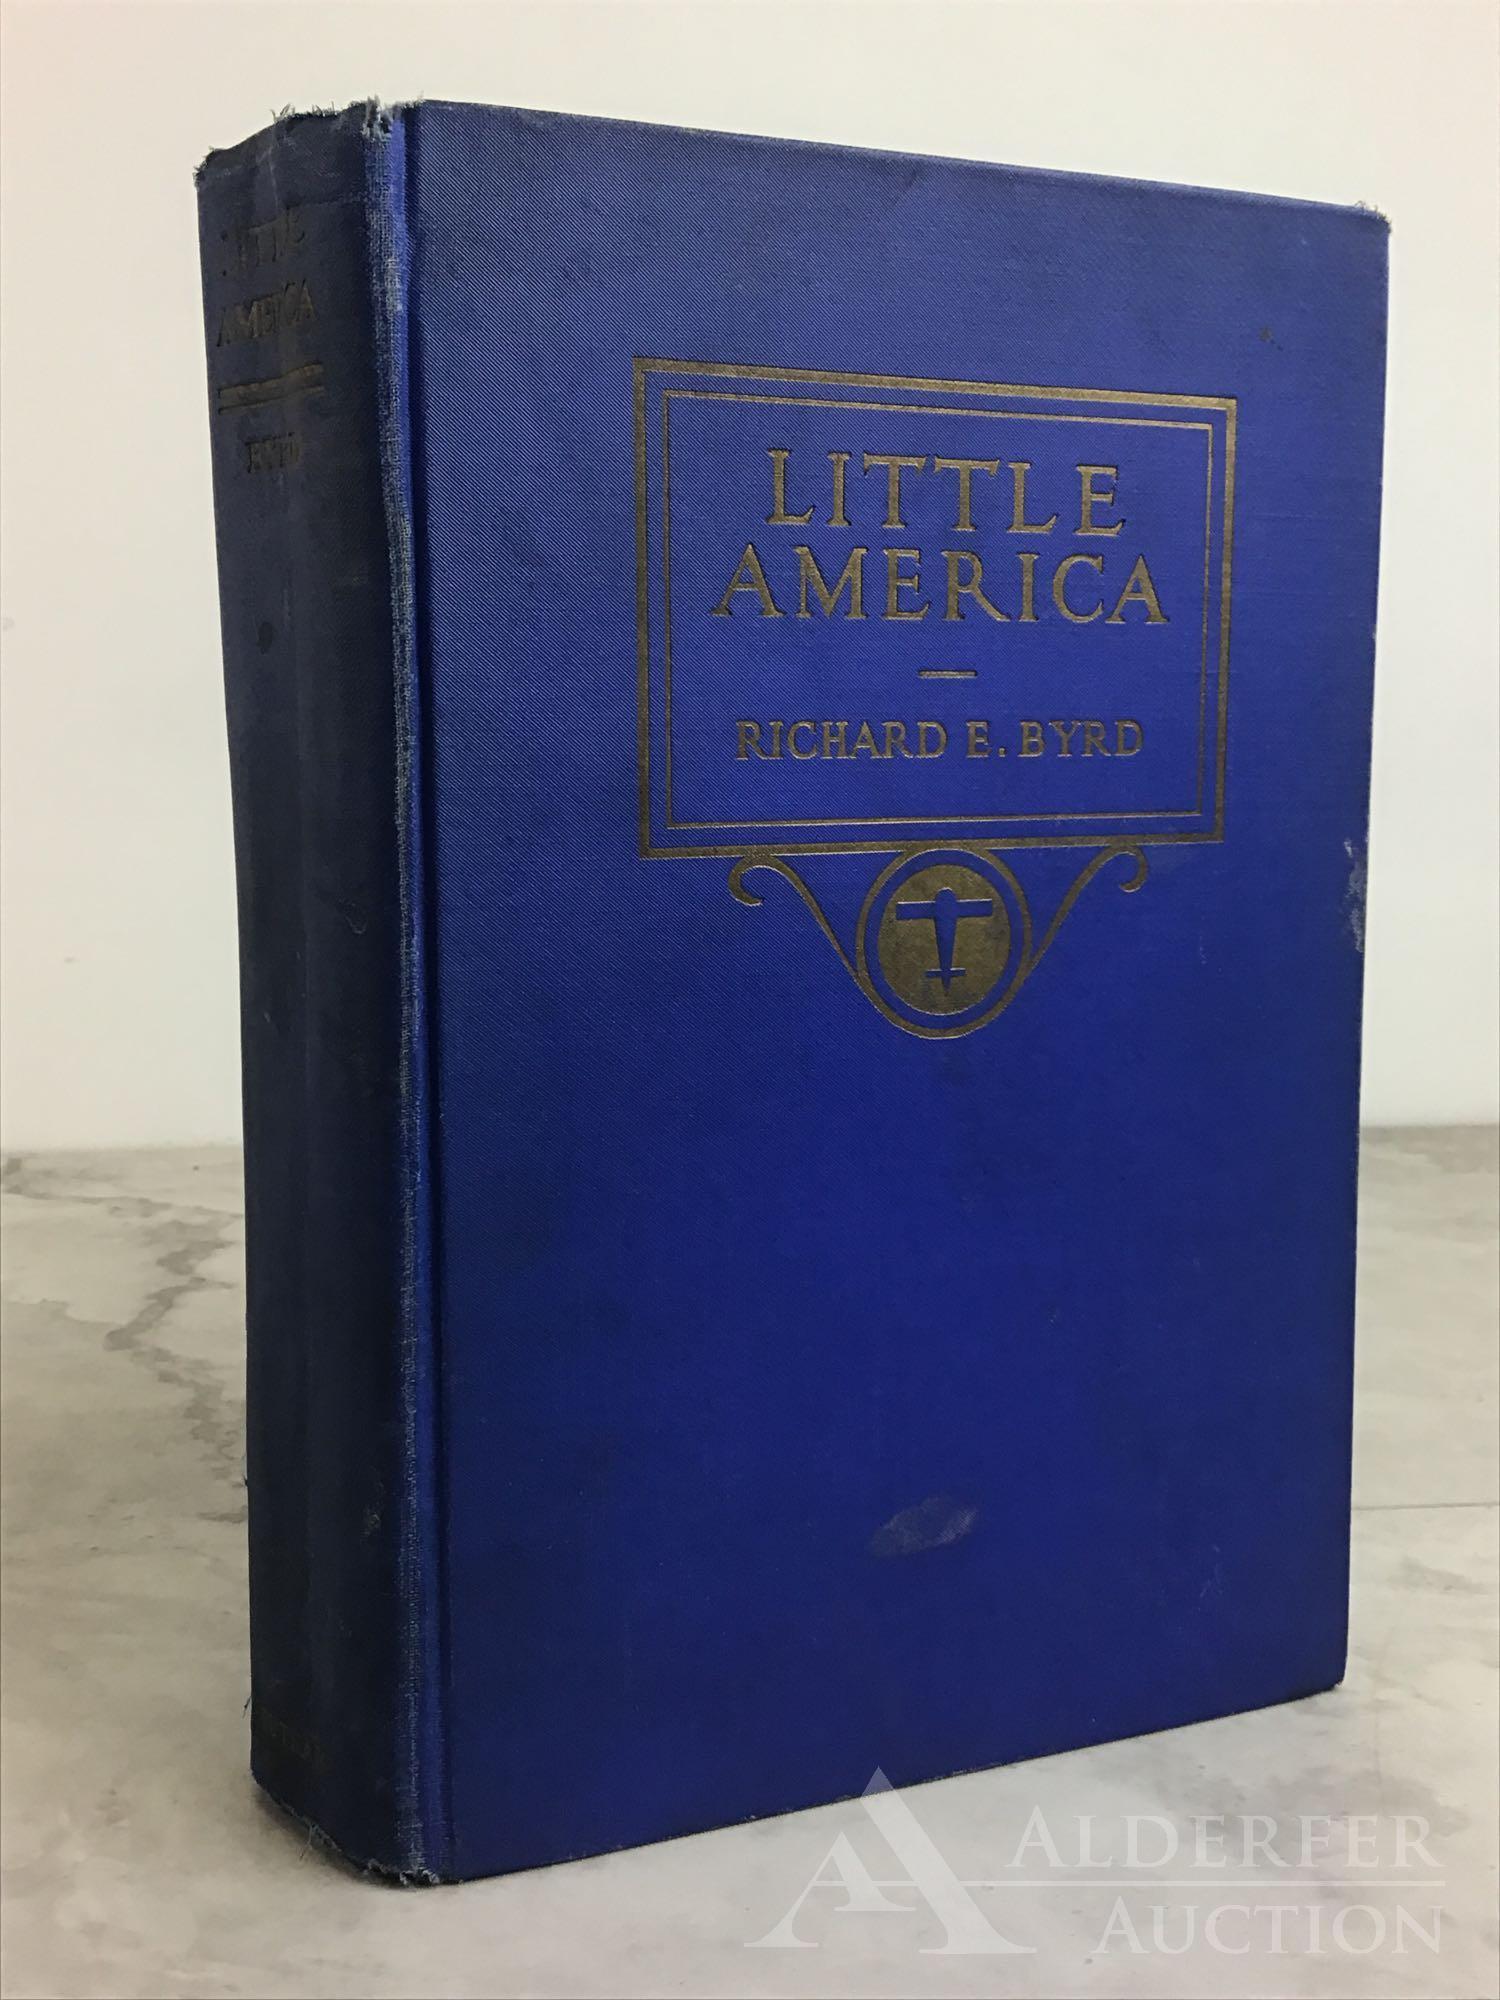 LITTLE
AMERICA
BYRD
LITTLE
AMERICA
RICHARD E. BYRD
ALDERFER
AUCTION